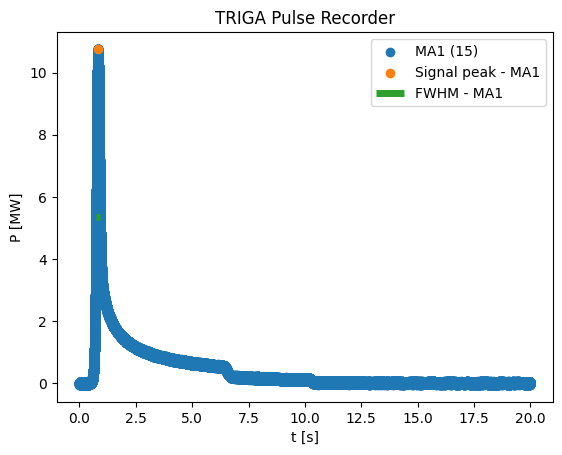 TRIGA Pulse Recorder
MA1 (15)
Signal peak - MA1
FWHM - MA1
P [MW]
10
8
6
4
2
0
0.0 2.5 5.0 7.5 10.0 12.5 15.0 17.5 20.0
t [s]